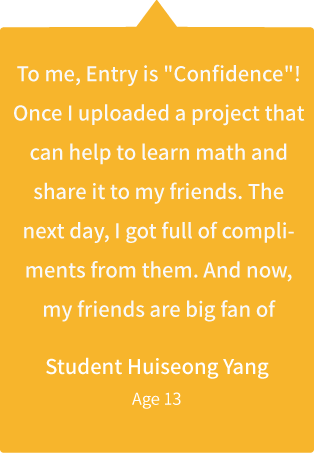 To me, Entry is "Confidence"!
Once I uploaded a project that
can help to learn math and
share it to my friends. The
next day, I got full of compli-
ments from them. And now,
my friends are big fan of
Student Huiseong Yang
Age 13